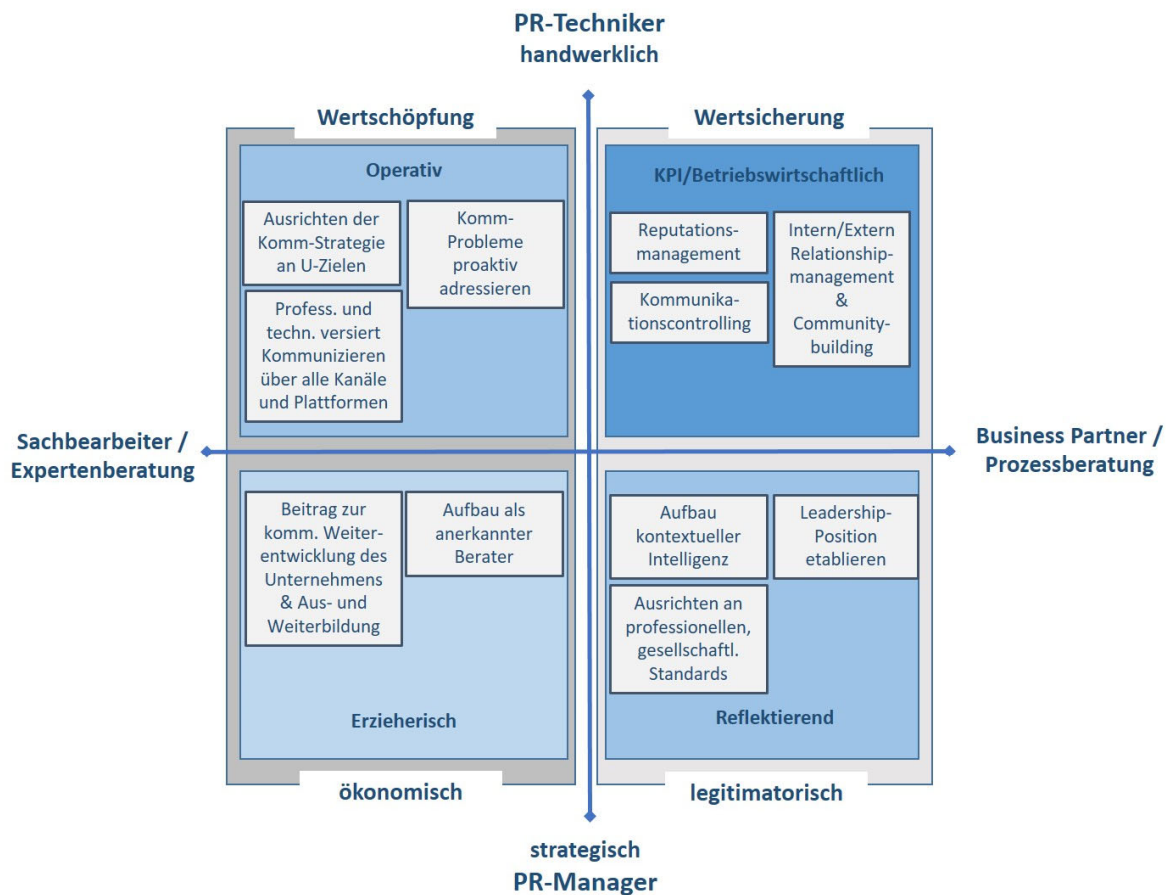 PR-Techniker
handwerklich
Wertschöpfung
Wertsicherung
Operativ
Ausrichten der
Komm-Strategie
an U-Zielen
Komm-
Probleme
proaktiv
adressieren
Profess. und
techn. versiert
Kommunizieren
über alle Kanäle
und Plattformen
KPI/Betriebswirtschaftlich
Reputations-
management
Kommunika-
tionscontrolling
Intern/Extern
Relationship-
management
&
Community-
building
Sachbearbeiter /
Expertenberatung
Business Partner /
Prozessberatung
Beitrag zur
komm. Weiter-
entwicklung des
Unternehmens
& Aus- und
Weiterbildung
Aufbau als
anerkannter
Berater
Erzieherisch
Aufbau
kontextueller
Intelligenz
Leadership-
Position
etablieren
Ausrichten an
professionellen,
gesellschaftl.
Standards
Reflektierend
ökonomisch
legitimatorisch
strategisch
PR-Manager